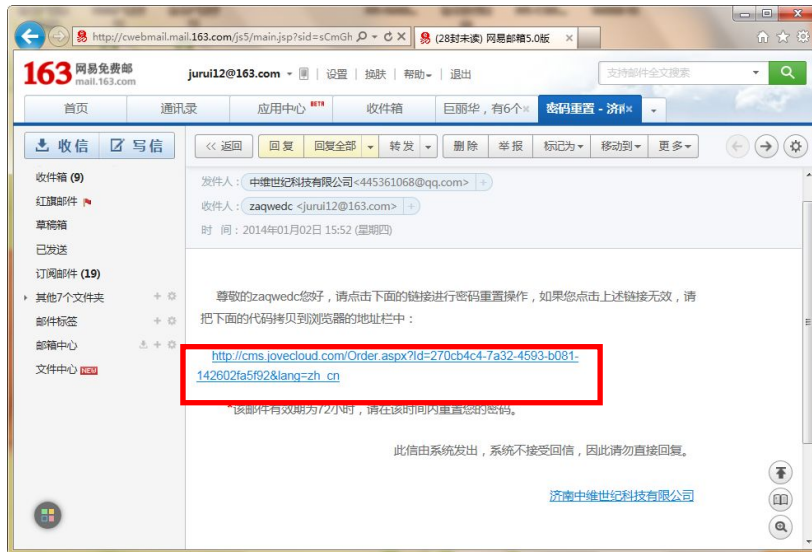 http://cwebmail.mail.163.com/js5/main.jsp?sid=sCmGh
(28封未读) 网易邮箱5.0版
163 网易免费邮
mail.163.com
jurui12@163.com
设置 | 换肤 | 帮助 | 退出
支持邮件全文搜索
首页
通讯录
应用中心 BETA
收件箱
巨丽华，有6个
密码重置 - 济南
收信
写信
<< 返回
回复
回复全部
转发
删除
举报
标记为
移动到
更多
收件箱 (9)
红旗邮件
草稿箱
已发送
订阅邮件 (19)
其他7个文件夹
邮件标签
邮箱中心
文件中心 NEW
发件人：中维世纪科技有限公司<445361068@qq.com>
收件人：zaqwedc <jurui12@163.com>
时 间：2014年01月02日 15:52 (星期四)
尊敬的zaqwedc您好，请点击下面的链接进行密码重置操作，如果您点击上述链接无效，请
把下面的代码拷贝到浏览器的地址栏中：
http://cms.jovecloud.com/Order.aspx?Id=270cb4c4-7a32-4593-b081-
142602fa5f92&lang=zh_cn
*该邮件有效期为72小时，请在该时间内重置您的密码。
此信由系统发出，系统不接受回信，因此请勿直接回复。
济南中维世纪科技有限公司